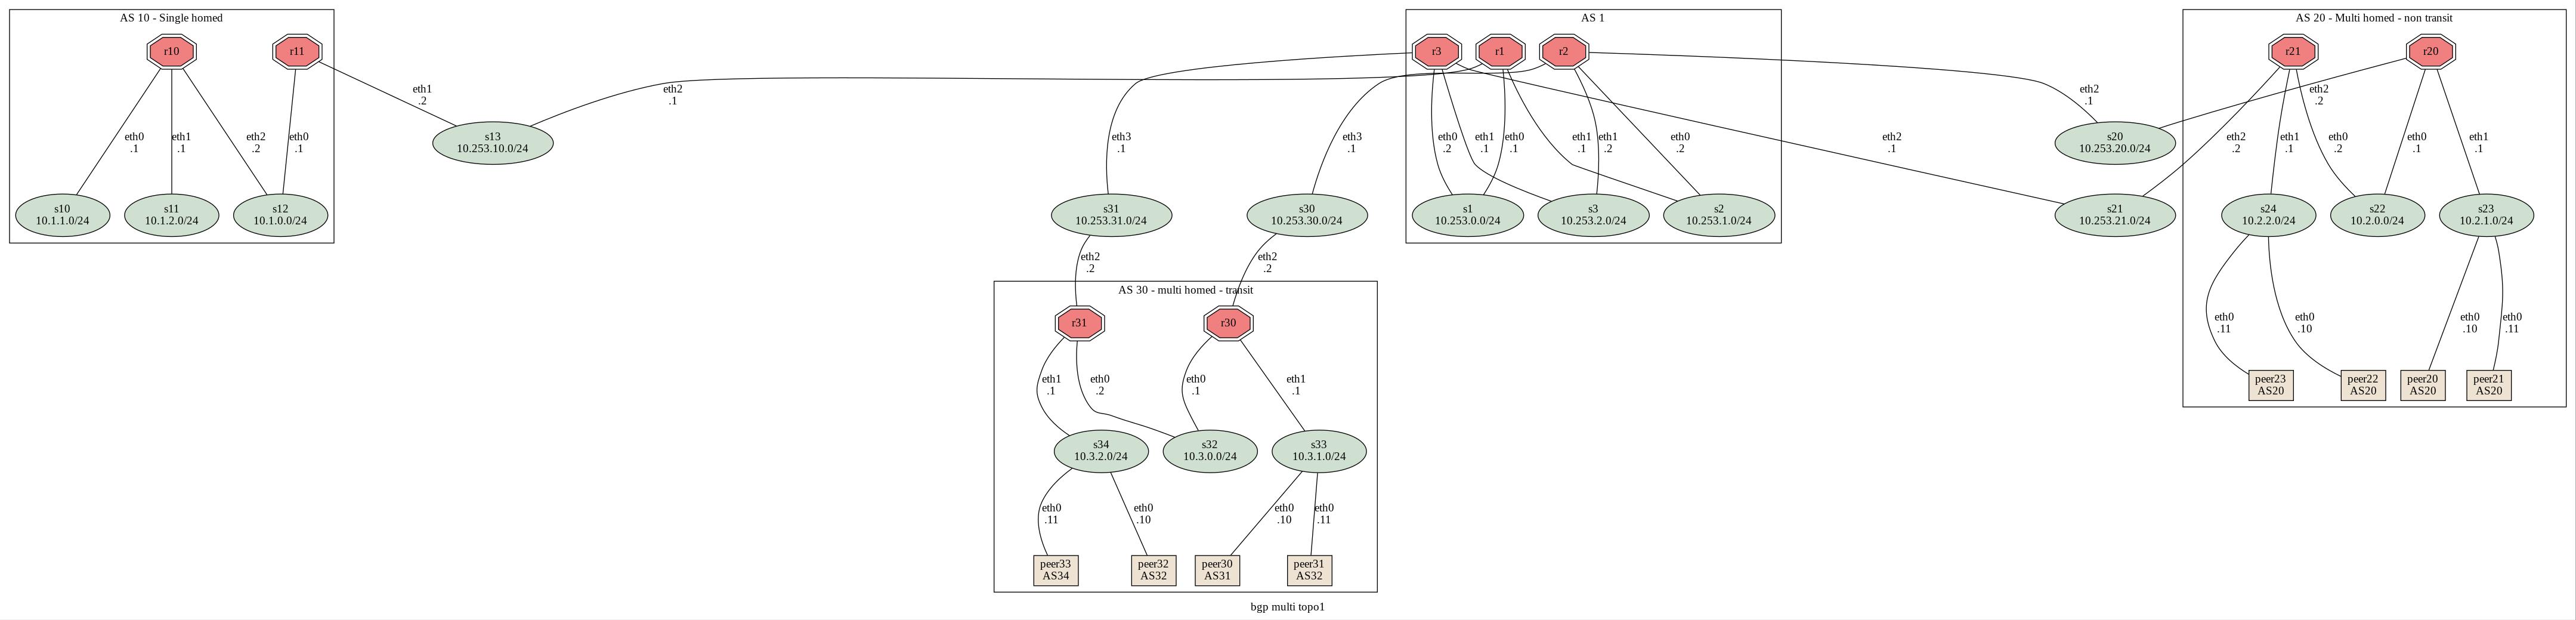 AS 10 - Single homed
AS 1
AS 20 - Multi homed - non transit
r10
r11
r3
r1
r2
r21
r20
eth1
.2
eth2
.1
eth2
.1
eth2
.2
eth0
.1
eth1
.1
eth2
.2
eth0
.1
s13
10.253.10.0/24
eth3
.1
eth3
.1
eth0
.2
eth1
.1
eth0
.1
eth1
.1
eth1
.2
eth0
.2
eth2
.1
s20
10.253.20.0/24
eth2
.2
eth1
.1
eth0
.2
eth0
.1
eth1
.1
s10
10.1.1.0/24
s11
10.1.2.0/24
s12
10.1.0.0/24
s31
10.253.31.0/24
s30
10.253.30.0/24
s1
10.253.0.0/24
s3
10.253.2.0/24
s2
10.253.1.0/24
s21
10.253.21.0/24
s24
10.2.2.0/24
s22
10.2.0.0/24
s23
10.2.1.0/24
eth2
.2
eth2
.2
AS 30 - multi homed - transit
r31
r30
eth0
.11
eth0
.10
eth0
.10
eth0
.11
eth1
.1
eth0
.2
eth0
.1
eth1
.1
peer23
AS20
peer22
AS20
peer20
AS20
peer21
AS20
s34
10.3.2.0/24
s32
10.3.0.0/24
s33
10.3.1.0/24
eth0
.11
eth0
.10
eth0
.10
eth0
.11
peer33
AS34
peer32
AS32
peer30
AS31
peer31
AS32
bgp multi topo1